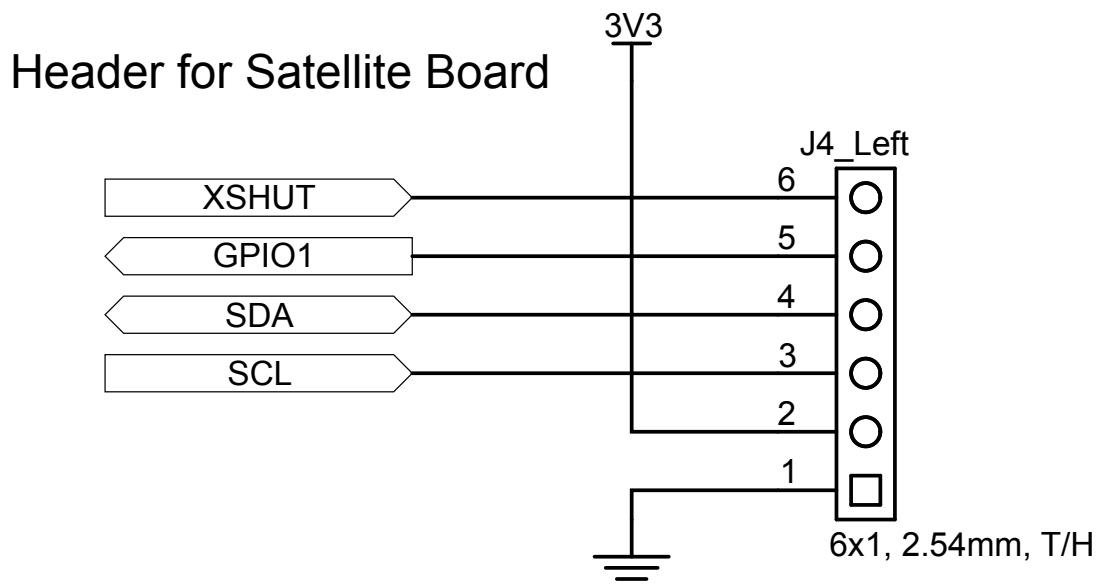 3V3
Header for Satellite Board
J4_Left
XSHUT 6
GPIO1 5
SDA 4
SCL 3
2
1
6x1, 2.54mm, T/H